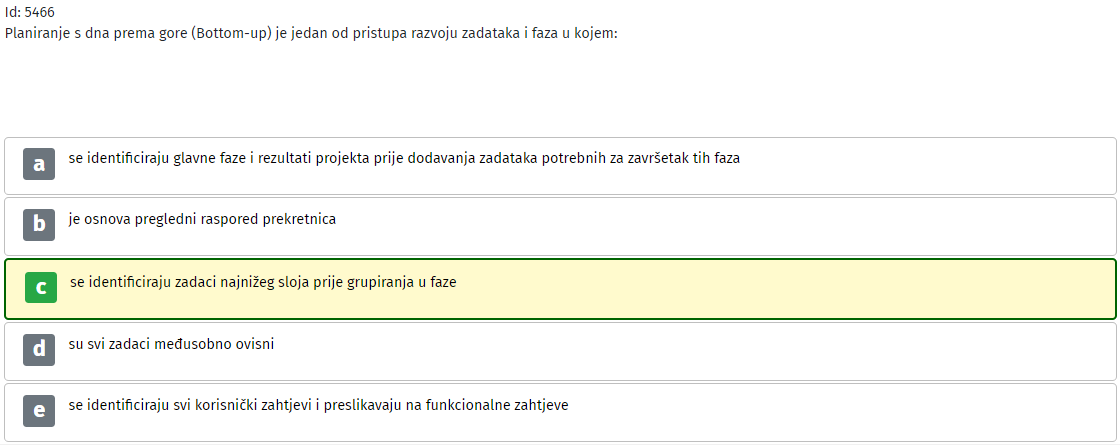 Id: 5466
Planiranje s dna prema gore (Bottom-up) je jedan od pristupa razvoju zadataka i faza u kojem:
a se identificiraju glavne faze i rezultati projekta prije dodavanja zadataka potrebnih za završetak tih faza
b je osnova pregledni raspored prekretnica
c se identificiraju zadaci najnižeg sloja prije grupiranja u faze
d su svi zadaci međusobno ovisni
e se identificiraju svi korisnički zahtjevi i preslikavaju na funkcionalne zahtjeve